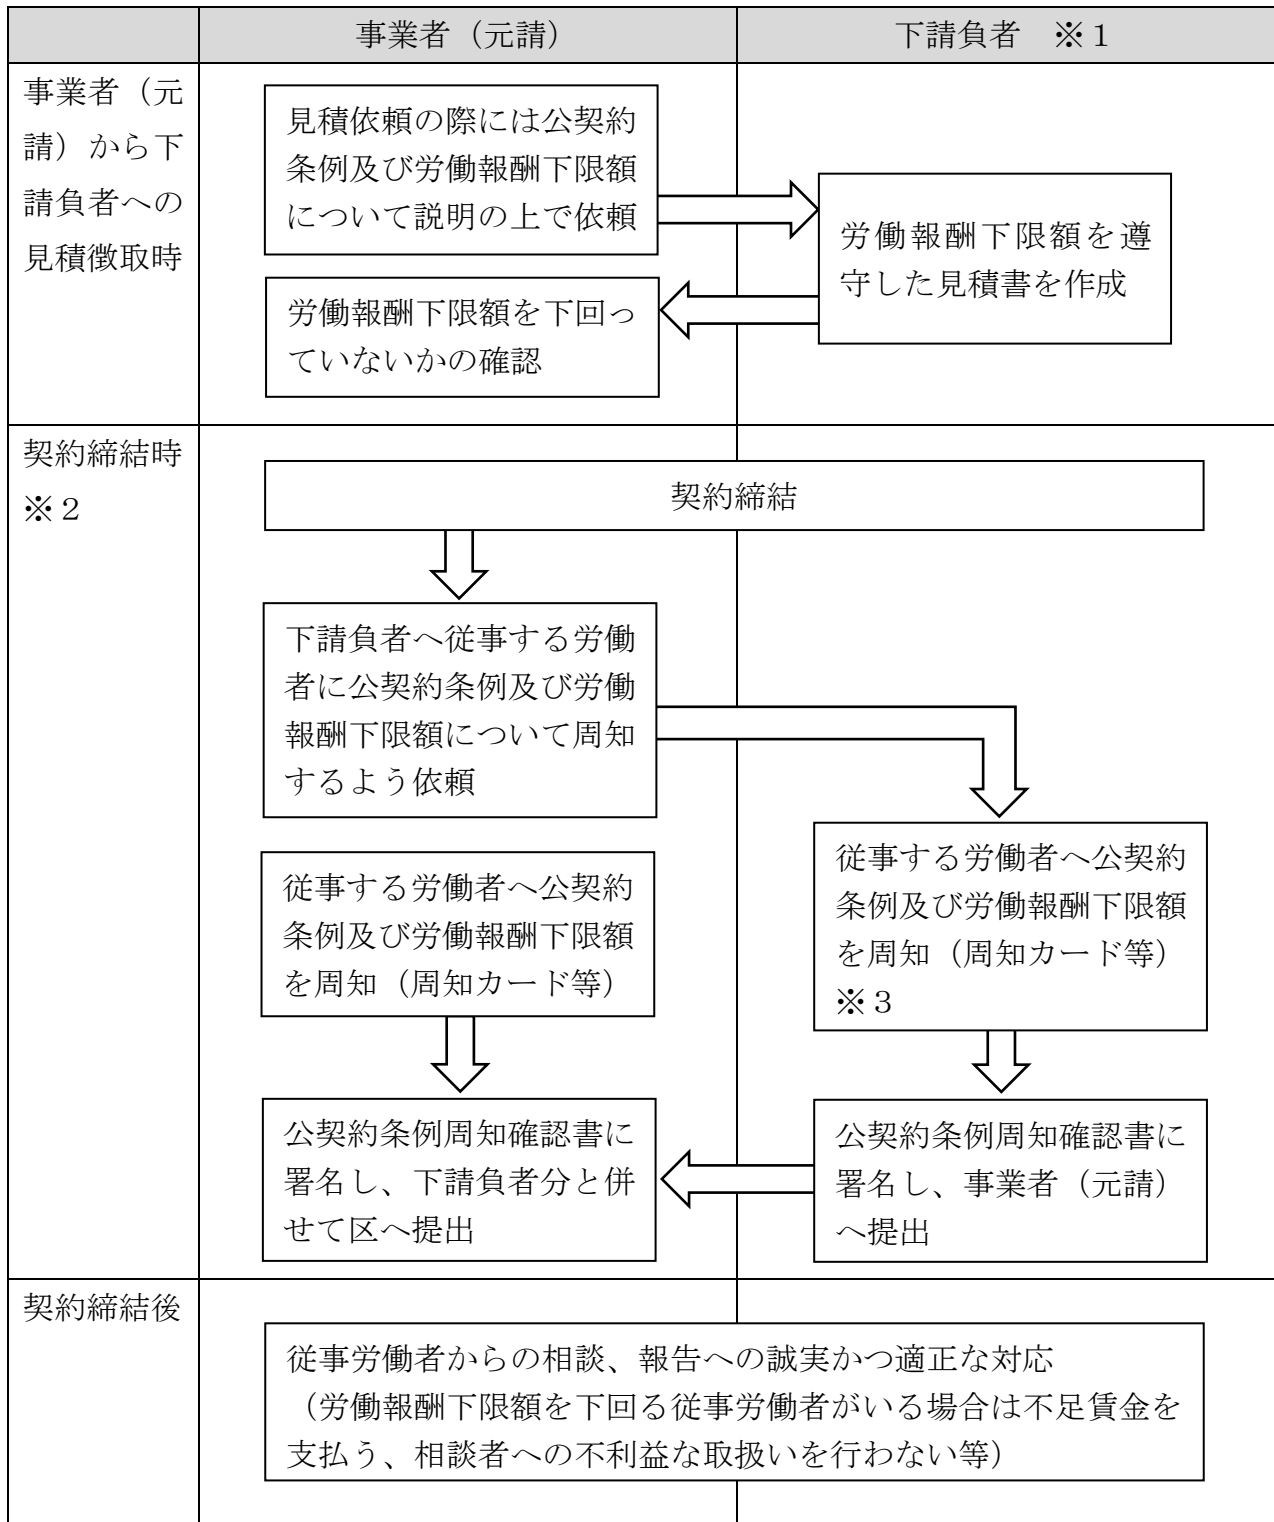 事業者（元請）
下請負者　※１
事業者（元
請）から下
請負者への
見積徴取時
見積依頼の際には公契約
条例及び労働報酬下限額
について説明の上で依頼
労働報酬下限額を遵
守した見積書を作成
労働報酬下限額を下回っ
ていないかの確認
契約締結時
※２
契約締結
下請負者へ従事する労働
者に公契約条例及び労働
報酬下限額について周知
するよう依頼
従事する労働者へ公契約
条例及び労働報酬下限額
を周知（周知カード等）
従事する労働者へ公契約
条例及び労働報酬下限額
を周知（周知カード等）
※３
公契約条例周知確認書に
署名し、下請負者分と併
せて区へ提出
公契約条例周知確認書に
署名し、事業者（元請）
へ提出
契約締結後
従事労働者からの相談、報告への誠実かつ適正な対応
（労働報酬下限額を下回る従事労働者がいる場合は不足賃金を
支払う、相談者への不利益な取扱いを行わない等）